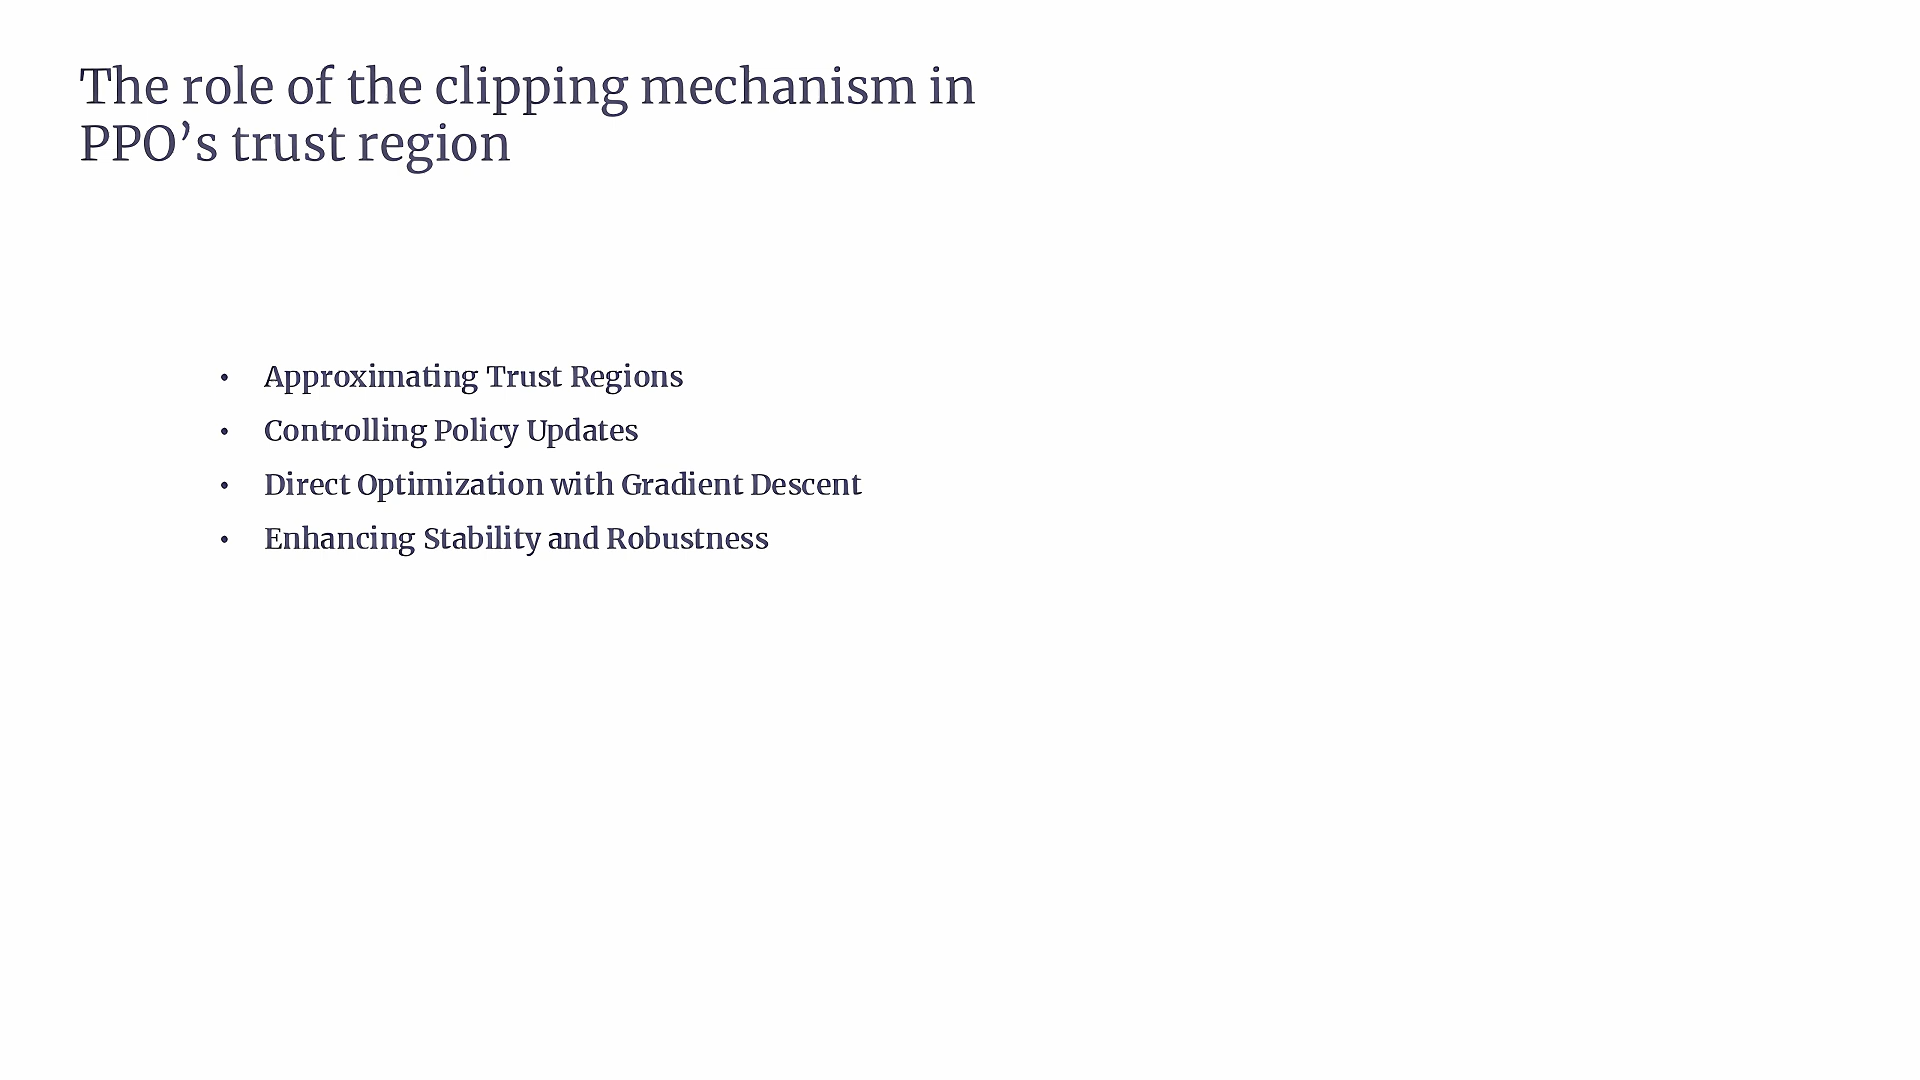 The role of the clipping mechanism in
PPO’s trust region
• Approximating Trust Regions
• Controlling Policy Updates
• Direct Optimization with Gradient Descent
• Enhancing Stability and Robustness